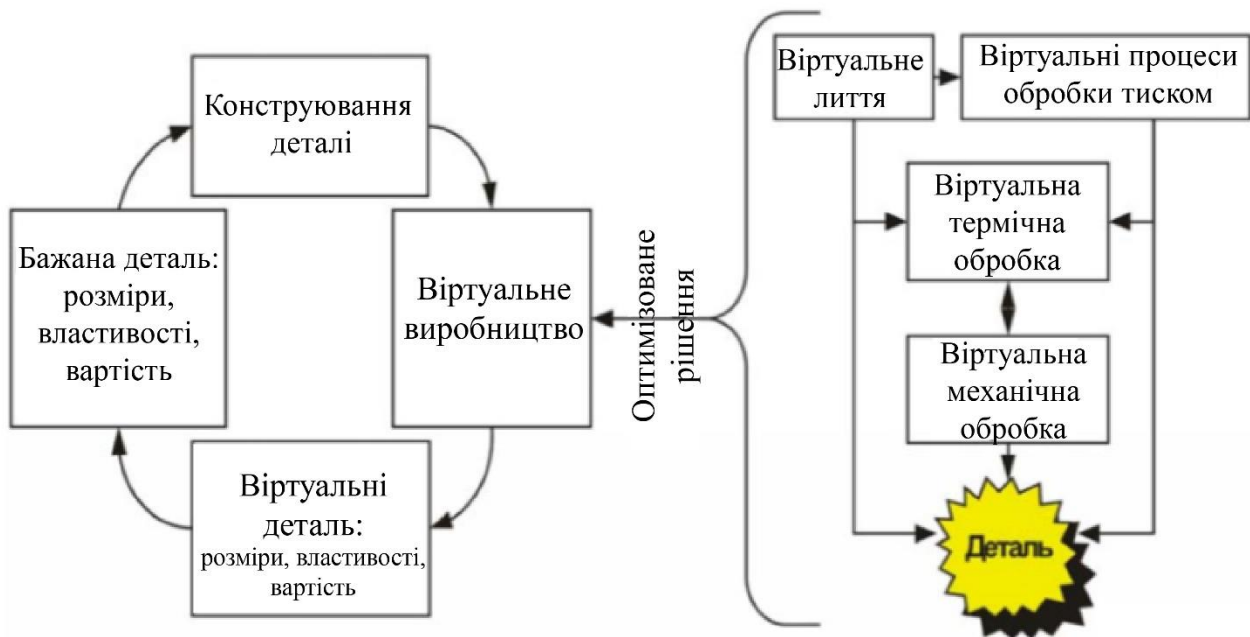 Конструювання
деталі
Бажана деталь:
розміри,
властивості,
вартість
Віртуальне
виробництво
Віртуальні
деталь:
розміри, властивості,
вартість
Оптимізоване
рішення
Віртуальне
лиття
Віртуальні процеси
обробки тиском
Віртуальна
термічна
обробка
Віртуальна
механічна
обробка
Деталь